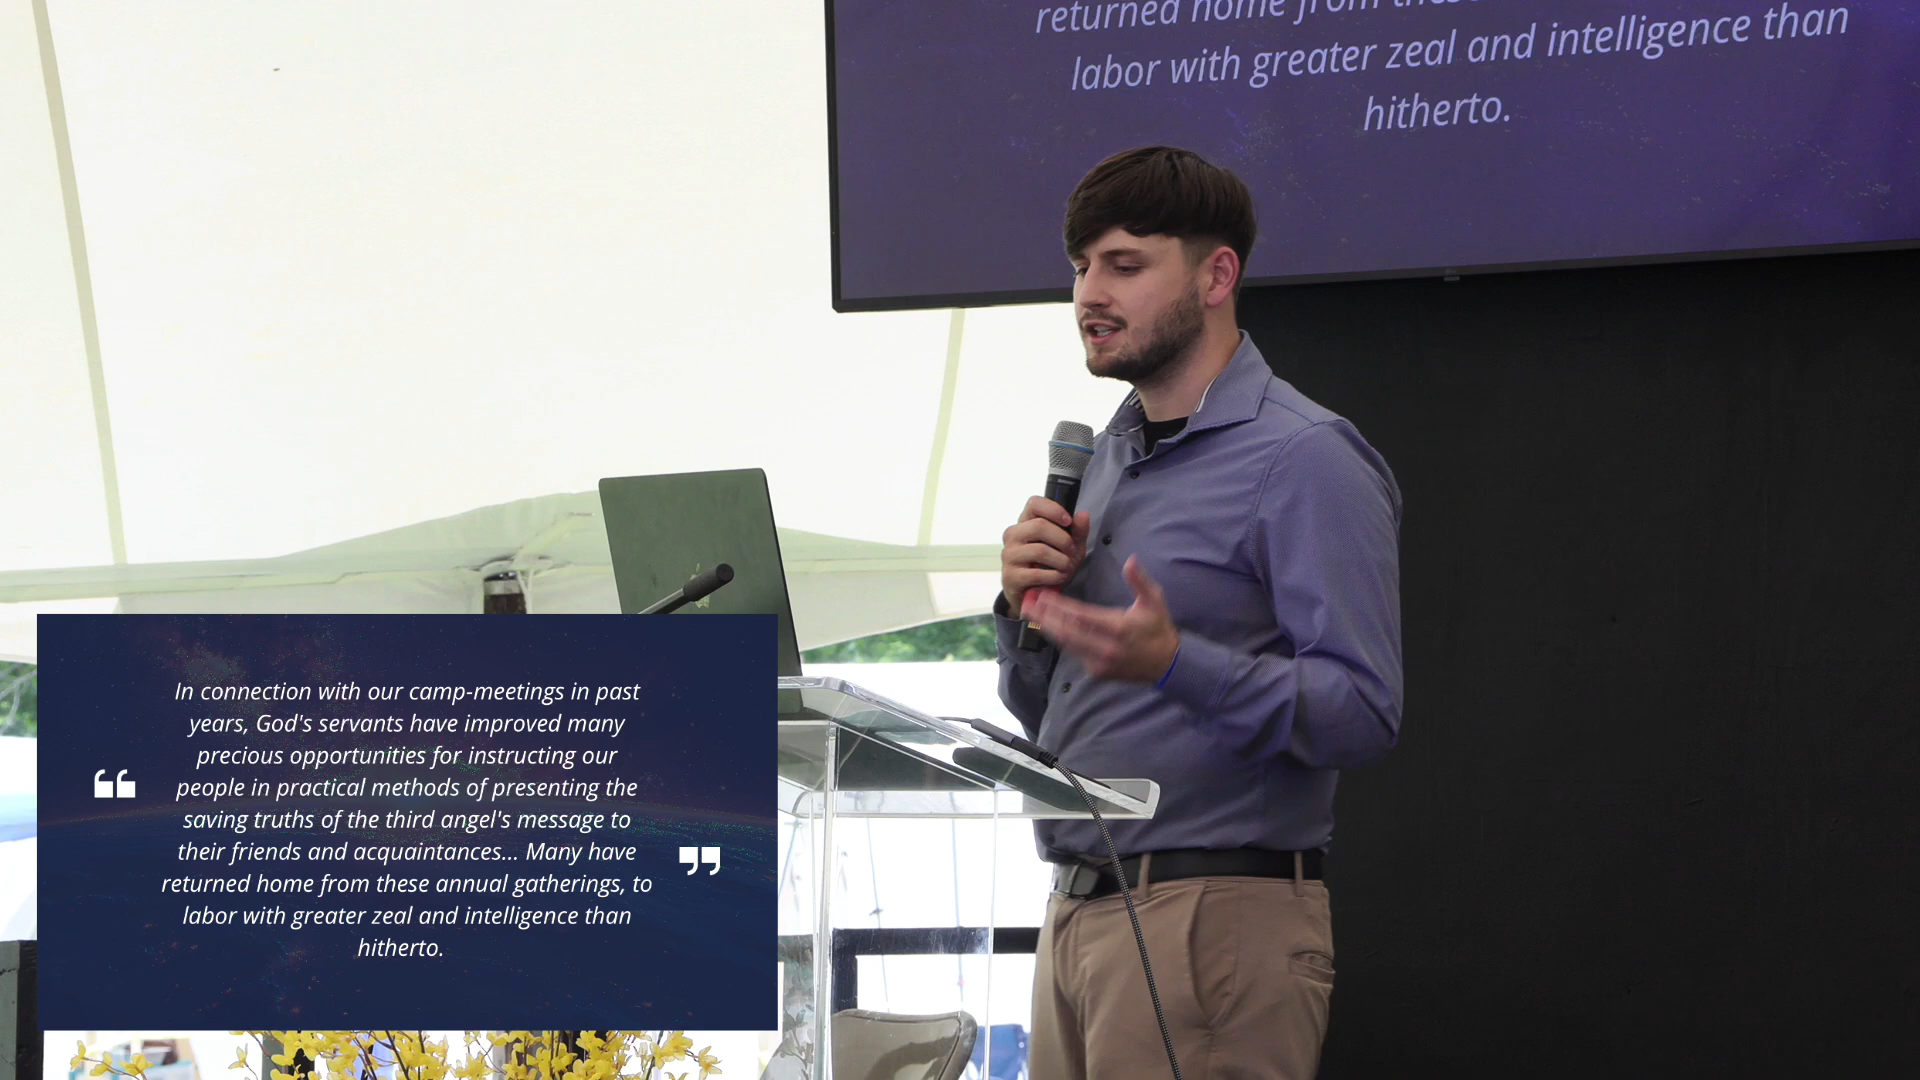 returned home from these
labor with greater zeal and intelligence than
hitherto.
“
In connection with our camp-meetings in past
years, God's servants have improved many
precious opportunities for instructing our
people in practical methods of presenting the
saving truths of the third angel's message to
their friends and acquaintances... Many have
returned home from these annual gatherings, to
labor with greater zeal and intelligence than
hitherto.
”